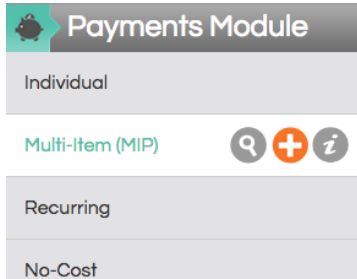 Payments Module
Individual
Multi-Item (MIP)
Recurring
No-Cost